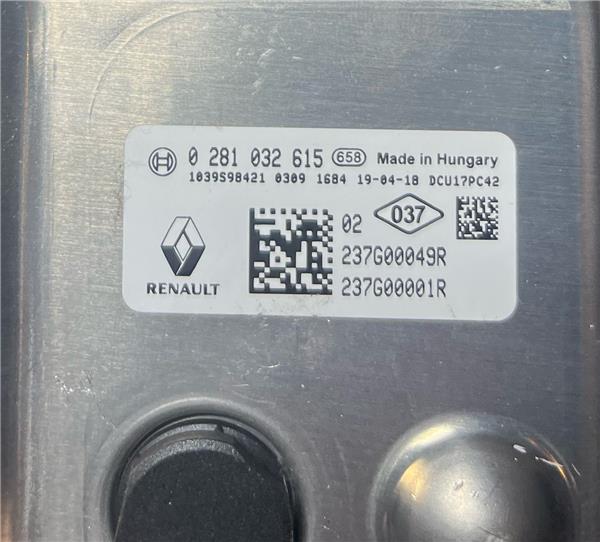 0 281 032 615 658 Made in Hungary
1039S98421 0309 1684 19-04-18 DCU17PC42
02 037
237G00049R
237G00001R
RENAULT